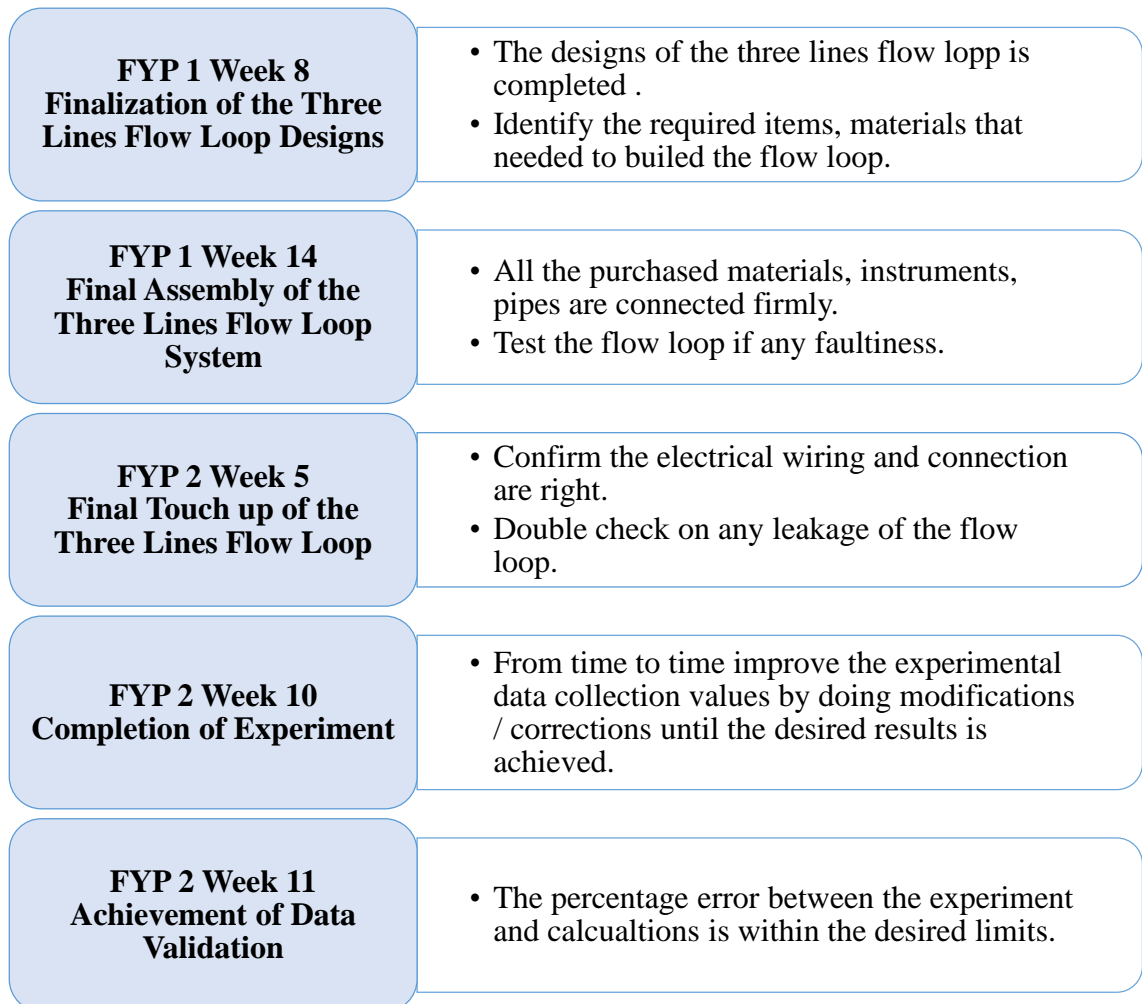 FYP 1 Week 8
Finalization of the Three
Lines Flow Loop Designs
• The designs of the three lines flow lopp is
completed .
• Identify the required items, materials that
needed to builed the flow loop.
FYP 1 Week 14
Final Assembly of the
Three Lines Flow Loop
System
• All the purchased materials, instruments,
pipes are connected firmly.
• Test the flow loop if any faultiness.
FYP 2 Week 5
Final Touch up of the
Three Lines Flow Loop
• Confirm the electrical wiring and connection
are right.
• Double check on any leakage of the flow
loop.
FYP 2 Week 10
Completion of Experiment
• From time to time improve the experimental
data collection values by doing modifications
/ corrections until the desired results is
achieved.
FYP 2 Week 11
Achievement of Data
Validation
• The percentage error between the experiment
and calcualtions is within the desired limits.